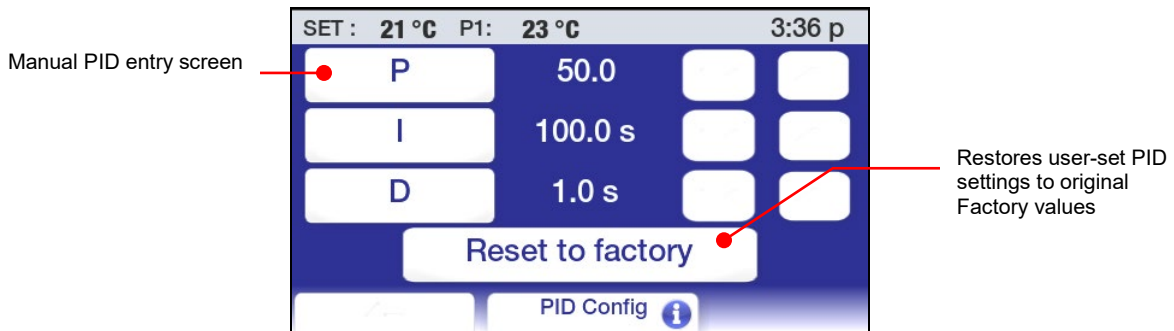 SET : 21 °C P1: 23 °C 3:36 p
Manual PID entry screen
P 50.0
I 100.0 s
D 1.0 s
Restores user-set PID
settings to original
Factory values
Reset to factory
PID Config i